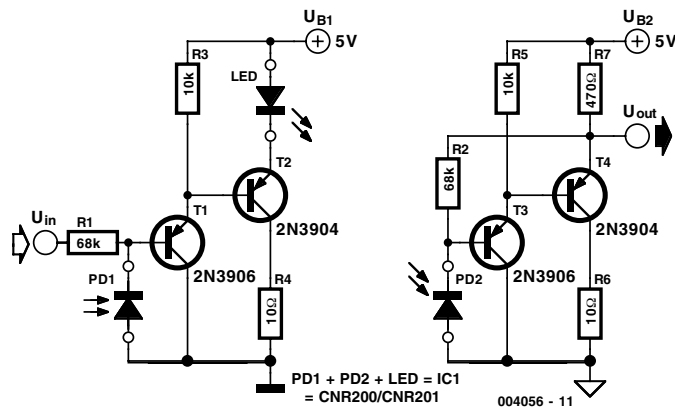 UB1
5V
R3
10k
LED
T2
2N3904
Uin
R1
68k
T1
2N3906
PD1
R4
10Ω
UB2
5V
R5
10k
R7
470Ω
Uout
R2
68k
T4
2N3904
T3
2N3906
PD2
R6
10Ω
PD1 + PD2 + LED = IC1
= CNR200/CNR201
004056 - 11